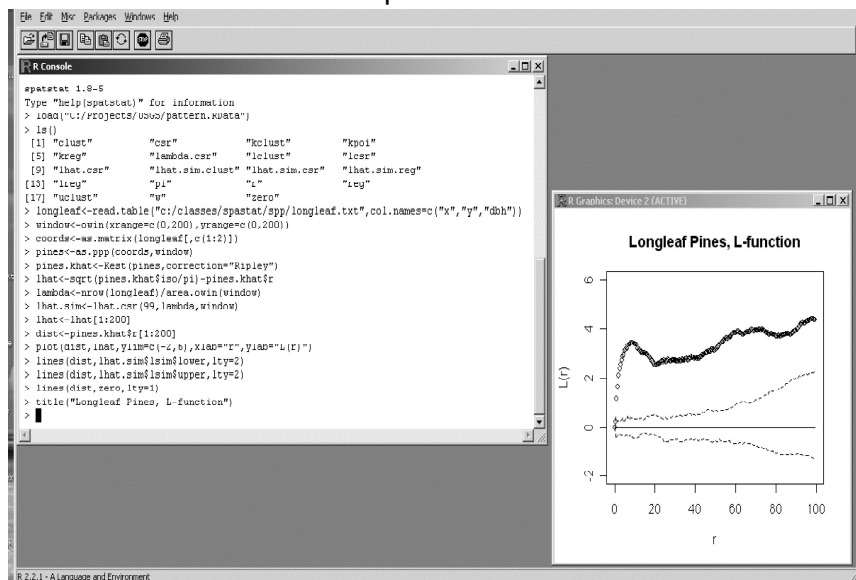 File Edit Misc Packages Windows Help
R Console
spatstat 1.8-5
Type "help(spatstat)" for information
> load("C:/Projects/USGS/pattern.RData")
> ls()
[1] "clust" "csr" "kclust" "kpoi"
[5] "kreg" "lambda.csr" "lclust" "lcsr"
[9] "lhat.csr" "lhat.sim.clust" "lhat.sim.csr" "lhat.sim.reg"
[13] "lreg" "pi" "r" "reg"
[17] "uclust" "w" "zero"
> longleaf<-read.table("c:/classes/spastat/spp/longleaf.txt",col.names=c("x","y","dbh"))
> window<-owin(xrange=c(0,200),yrange=c(0,200))
> coords<-as.matrix(longleaf[,c(1:2)])
> pines<-as.ppp(coords,window)
> pines.khat<-Kest(pines,correction="Ripley")
> lhat<-sqrt(pines.khat$iso/pi)-pines.khat$r
> lambda<-nrow(longleaf)/area.owin(window)
> lhat.sim<-lhat.csr(99,lambda,window)
> lhat<-lhat[1:200]
> dist<-pines.khat$r[1:200]
> plot(dist,lhat,ylim=c(-2,6),xlab="r",ylab="L(r)")
> lines(dist,lhat.sim$lsim$lower,lty=2)
> lines(dist,lhat.sim$lsim$upper,lty=2)
> lines(dist,zero,lty=1)
> title("Longleaf Pines, L-function")
>
R Graphics: Device 2 (ACTIVE)
Longleaf Pines, L-function
6
4
2
0
-2
L(r)
0 20 40 60 80 100
r
R 2.2.1 - A Language and Environment